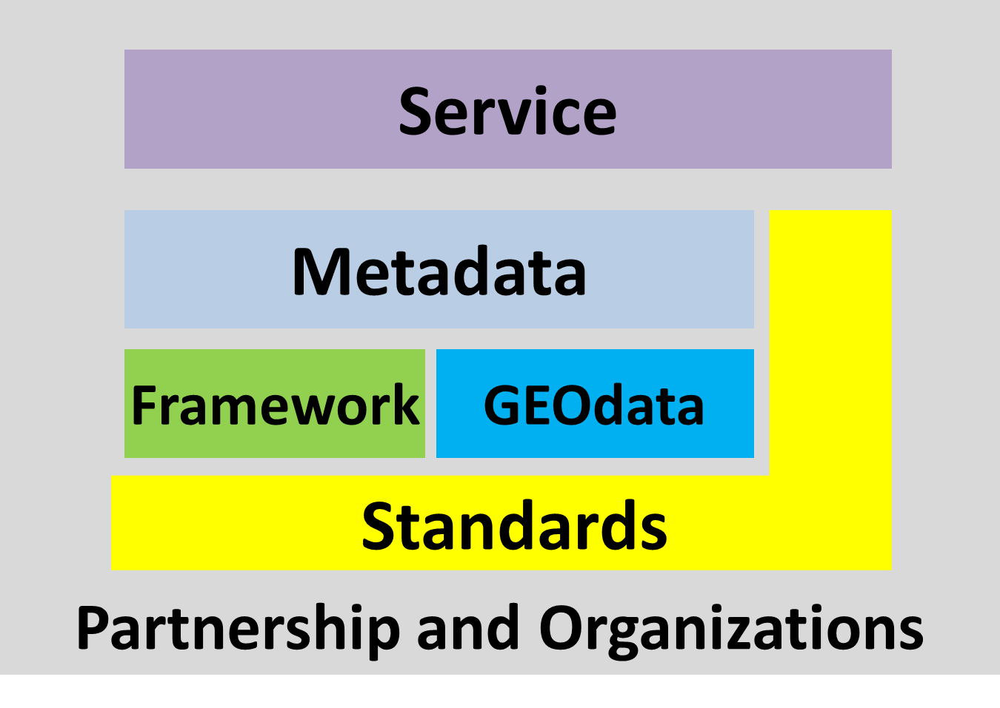 Service
Metadata
Framework
GEOdata
Standards
Partnership and Organizations